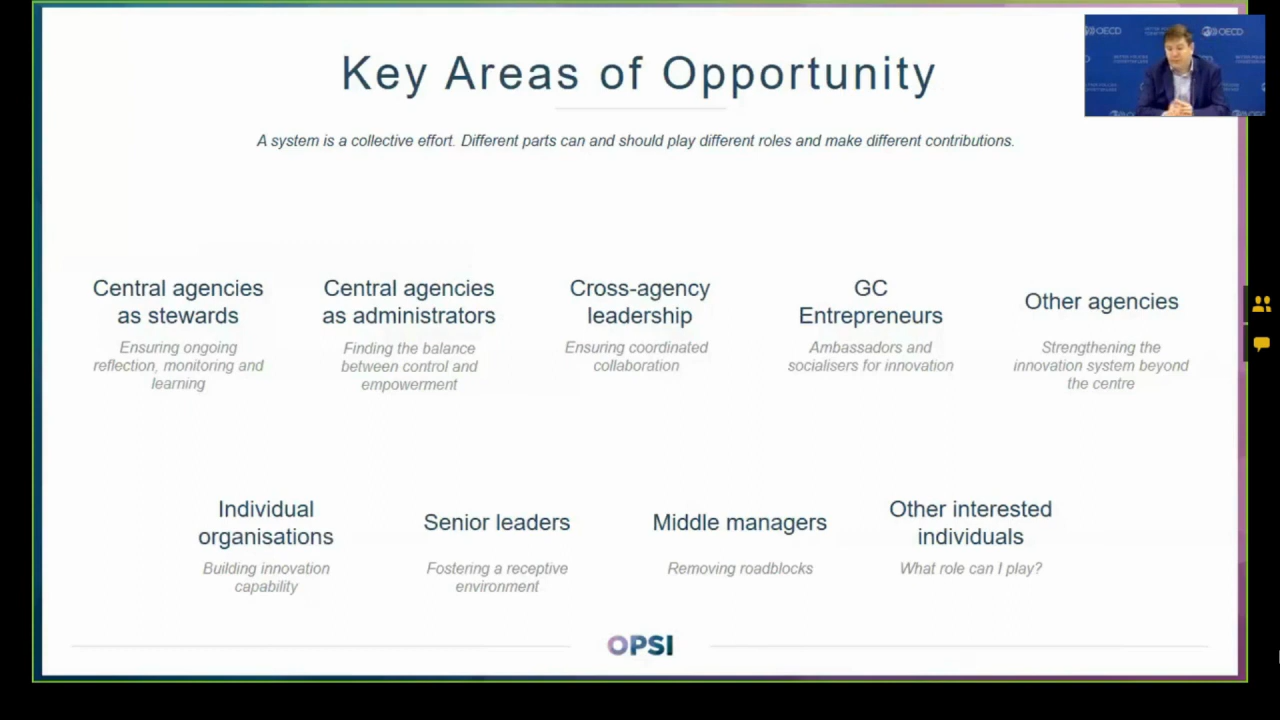 Key Areas of Opportunity
OECD
OECD
A system is a collective effort. Different parts can and should play different roles and make different contributions.
Central agencies
as stewards
Ensuring ongoing
reflection, monitoring and
learning
Central agencies
as administrators
Finding the balance
between control and
empowerment
Cross-agency
leadership
Ensuring coordinated
collaboration
GC
Entrepreneurs
Ambassadors and
socialisers for innovation
Other agencies
Strengthening the
innovation system beyond
the centre
Individual
organisations
Building innovation
capability
Senior leaders
Fostering a receptive
environment
Middle managers
Removing roadblocks
Other interested
individuals
What role can I play?
OPSI